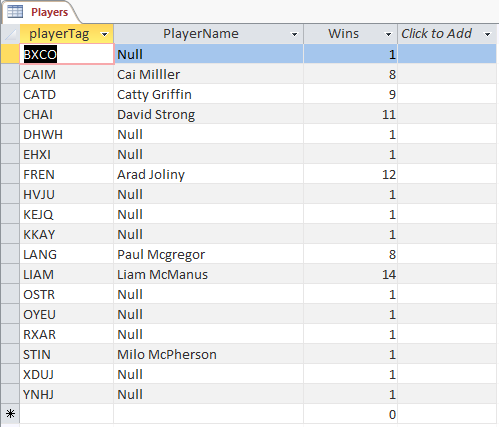 Players
playerTag PlayerName Wins Click to Add
BXCO Null 1
CAIM Cai Milller 8
CATD Catty Griffin 9
CHAI David Strong 11
DHWH Null 1
EHXI Null 1
FREN Arad Joliny 12
HVJU Null 1
KEJQ Null 1
KKAY Null 1
LANG Paul Mcgregor 8
LIAM Liam McManus 14
OSTR Null 1
OYEU Null 1
RXAR Null 1
STIN Milo McPherson 1
XDUJ Null 1
YNHJ Null 1
0